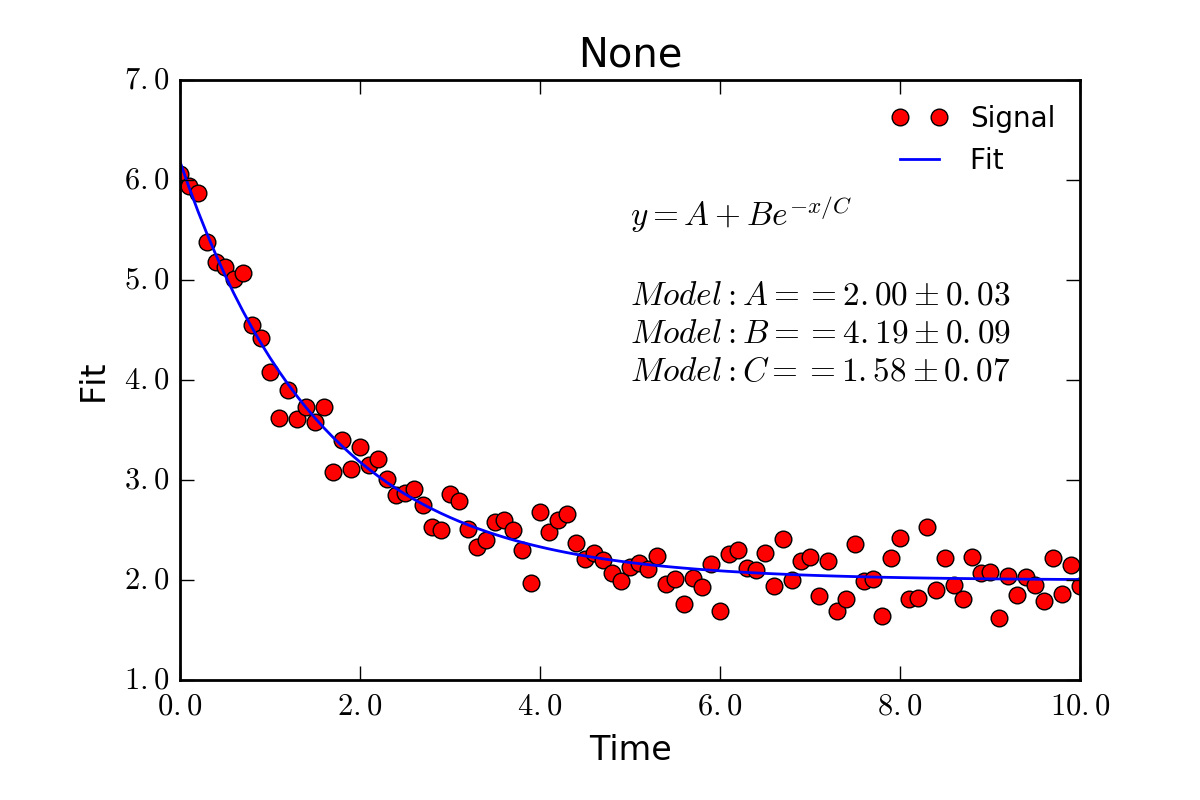 None
7.0
6.0
5.0
4.0
3.0
2.0
1.0
Fit
Signal
Fit
y = A + Be^{-x/C}
Model : A == 2.00 ± 0.03
Model : B == 4.19 ± 0.09
Model : C == 1.58 ± 0.07
0.0 2.0 4.0 6.0 8.0 10.0
Time